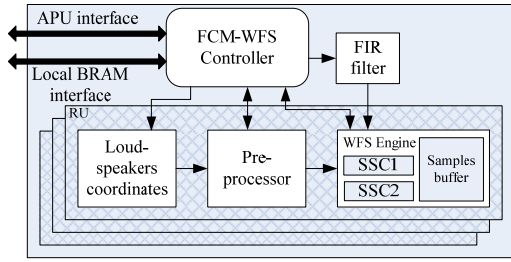 APU interface
FCM-WFS
Controller
FIR
filter
Local BRAM
interface
RU
Loud-
speakers
coordinates
Pre-
processor
WFS Engine
SSC1
SSC2
Samples
buffer